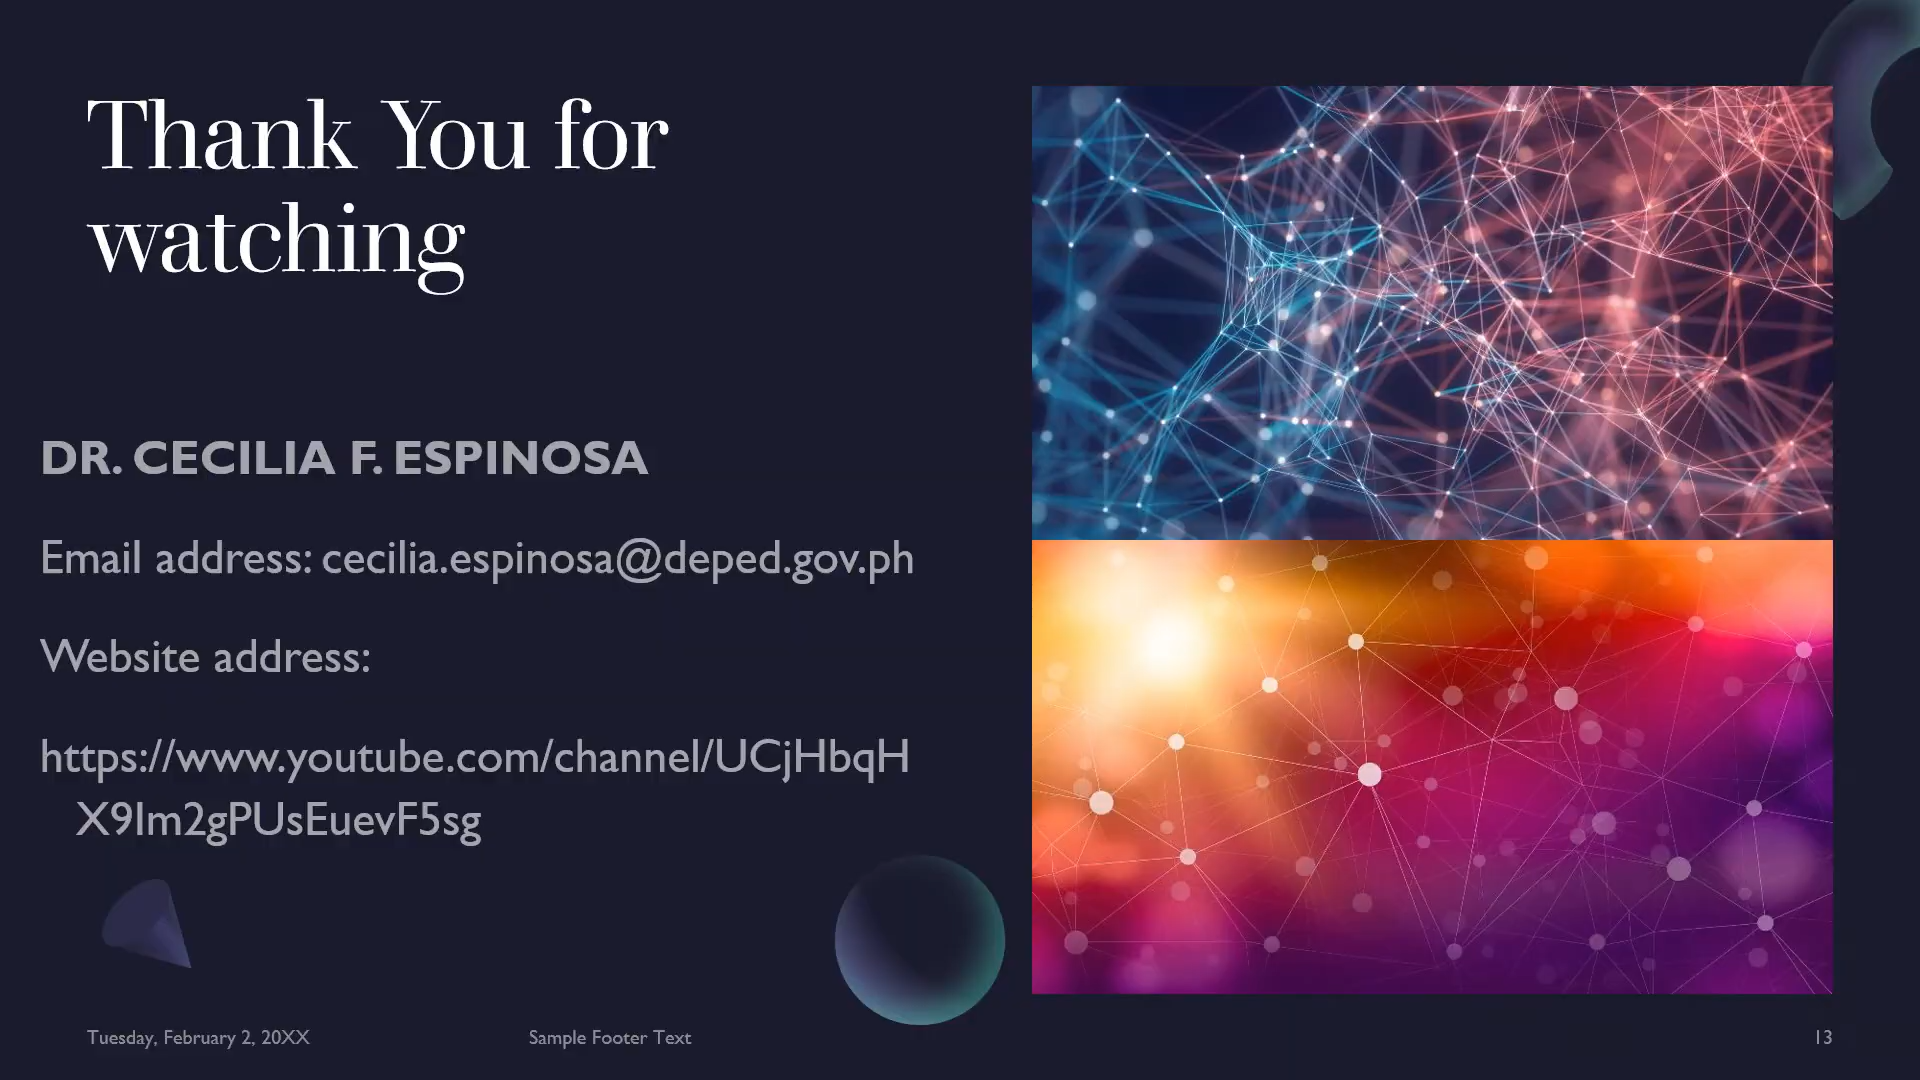 Thank You for
watching
DR. CECILIA F. ESPINOSA
Email address: cecilia.espinosa@deped.gov.ph
Website address:
https://www.youtube.com/channel/UCjHbqH
X9Im2gPUsEuevF5sg
Tuesday, February 2, 20XX
Sample Footer Text
13